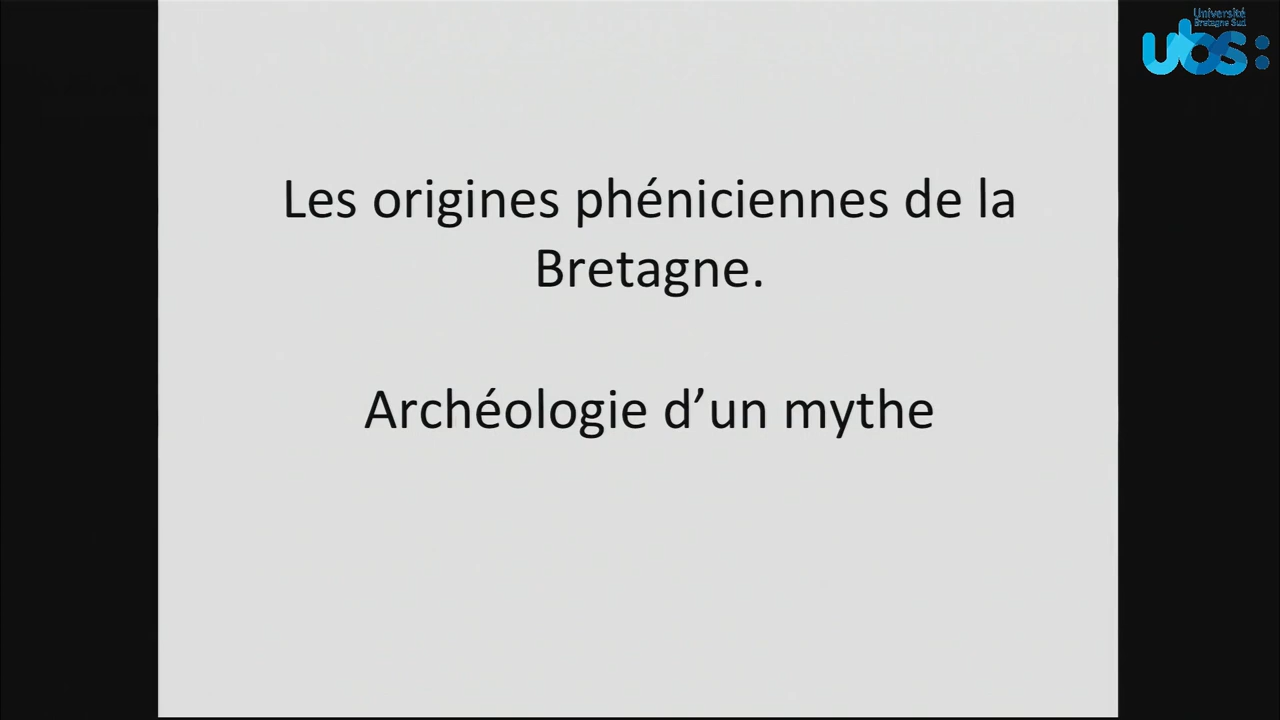 Université
Bretagne Sud
ubs:
Les origines phéniciennes de la
Bretagne.
Archéologie d’un mythe